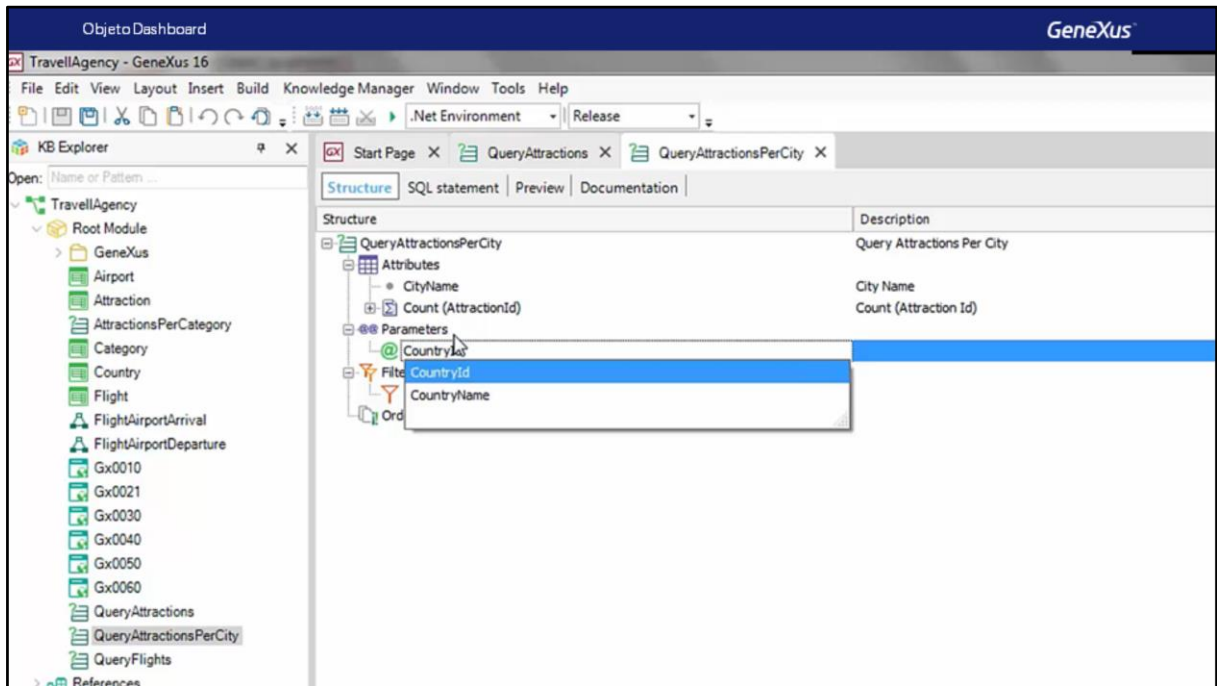 Objeto Dashboard
GeneXus
TravellAgency - GeneXus 16
File Edit View Layout Insert Build Knowledge Manager Window Tools Help
.Net Environment Release
KB Explorer
Start Page QueryAttractions QueryAttractionsPerCity
Open: Name or Pattern ...
Structure SQL statement Preview Documentation
TravellAgency
Root Module
GeneXus
Airport
Attraction
AttractionsPerCategory
Category
Country
Flight
FlightAirportArrival
FlightAirportDeparture
Gx0010
Gx0021
Gx0030
Gx0040
Gx0050
Gx0060
QueryAttractions
QueryAttractionsPerCity
QueryFlights
References
Structure Description
QueryAttractionsPerCity Query Attractions Per City
Attributes
CityName City Name
Count (AttractionId) Count (Attraction Id)
Parameters
Filte
CountryId
CountryName
Ord